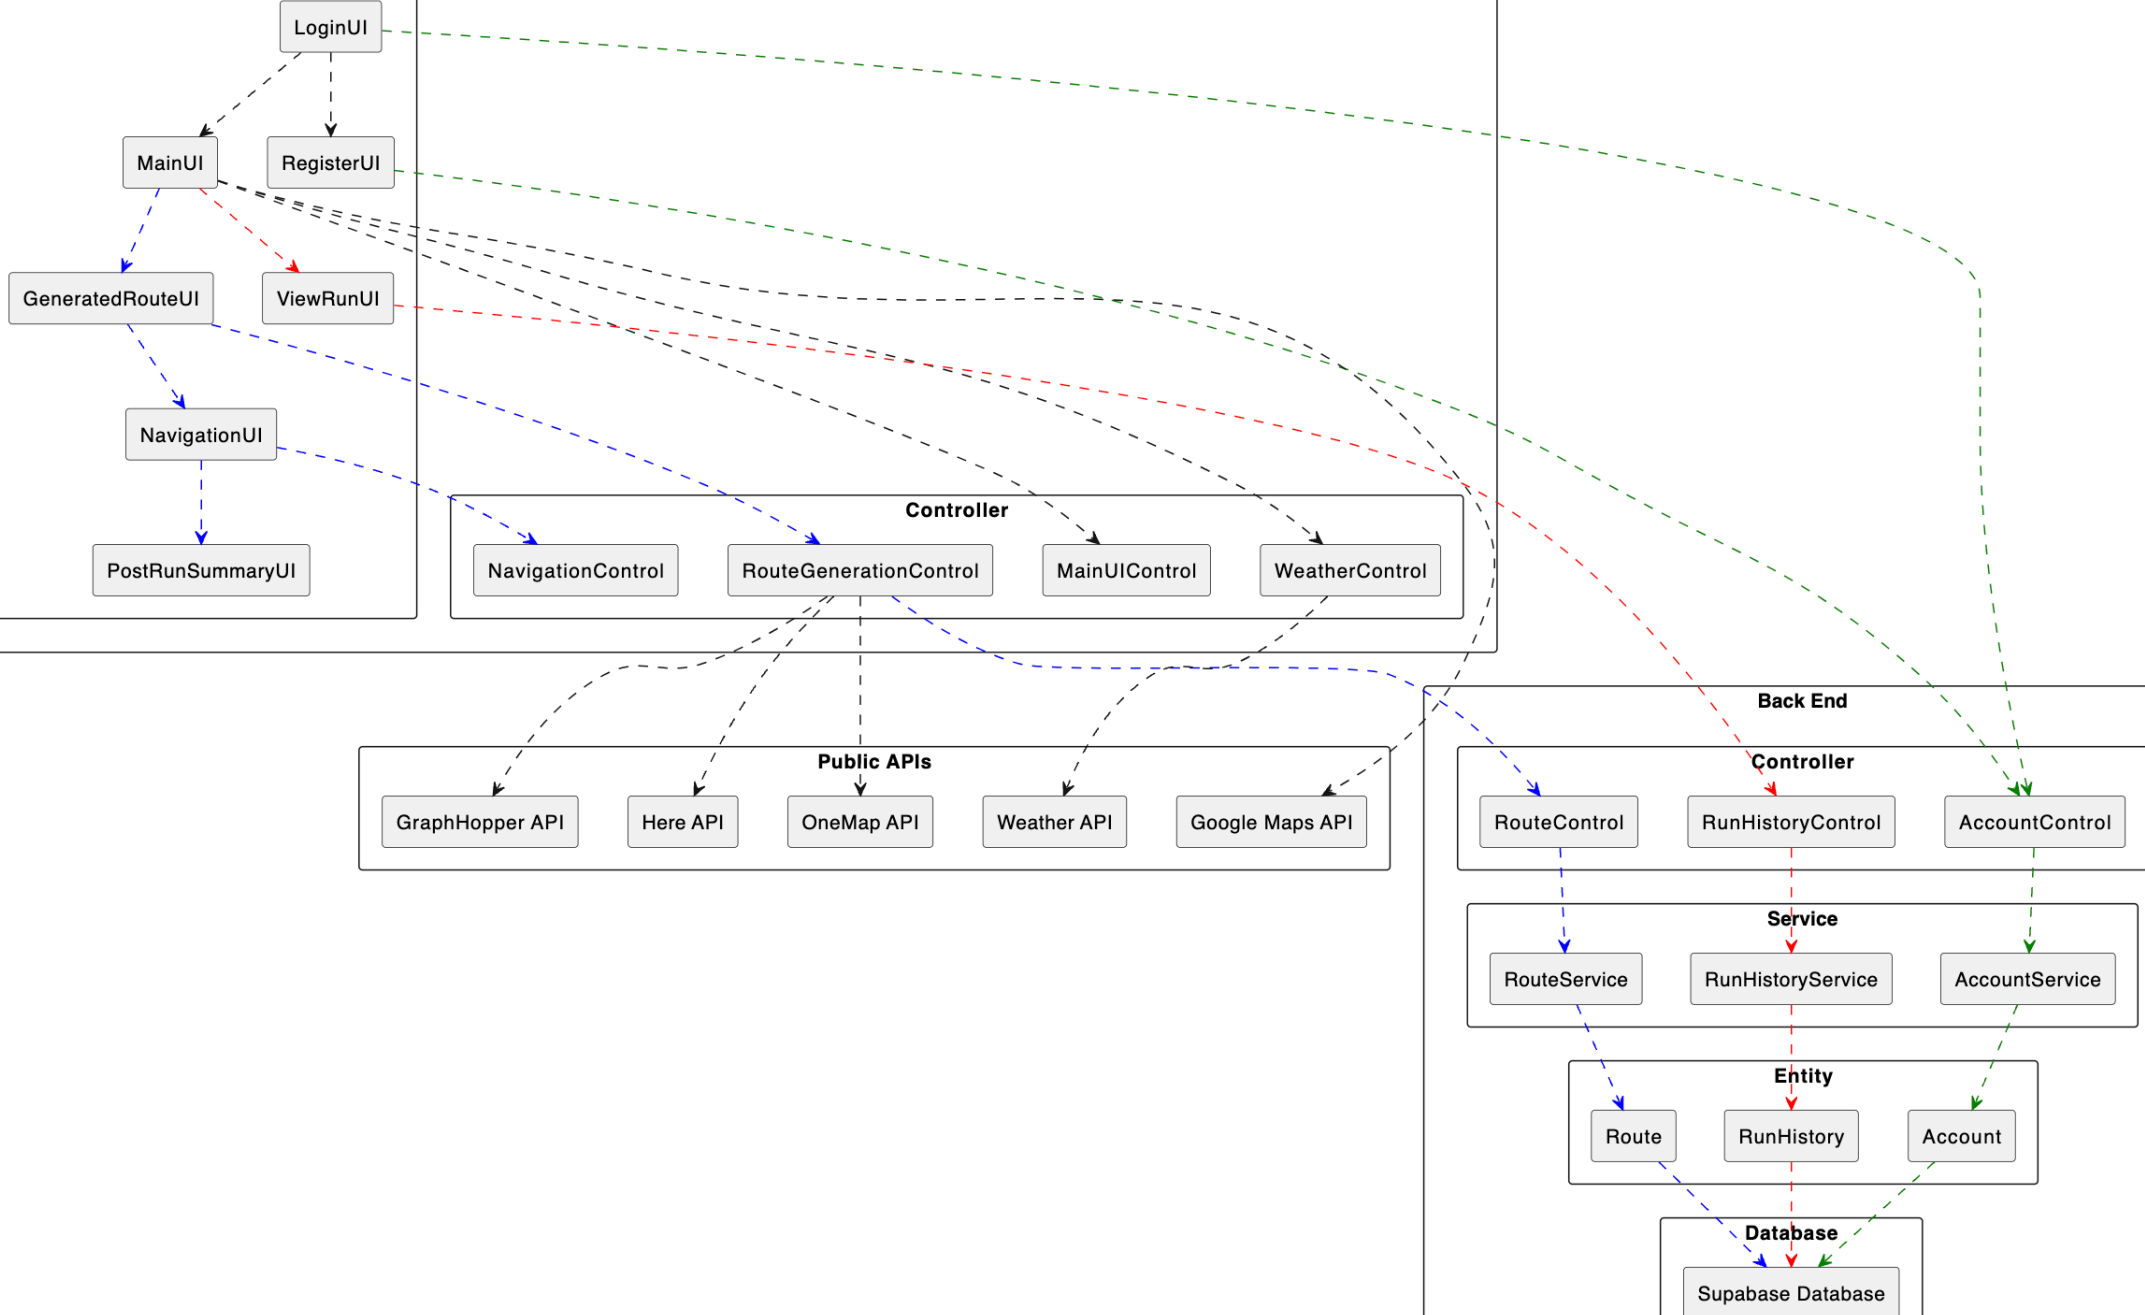 LoginUI
MainUI
RegisterUI
GeneratedRouteUI
ViewRunUI
NavigationUI
PostRunSummaryUI
Controller
NavigationControl
RouteGenerationControl
MainUIControl
WeatherControl
Public APIs
GraphHopper API
Here API
OneMap API
Weather API
Google Maps API
Back End
Controller
RouteControl
RunHistoryControl
AccountControl
Service
RouteService
RunHistoryService
AccountService
Entity
Route
RunHistory
Account
Database
Supabase Database